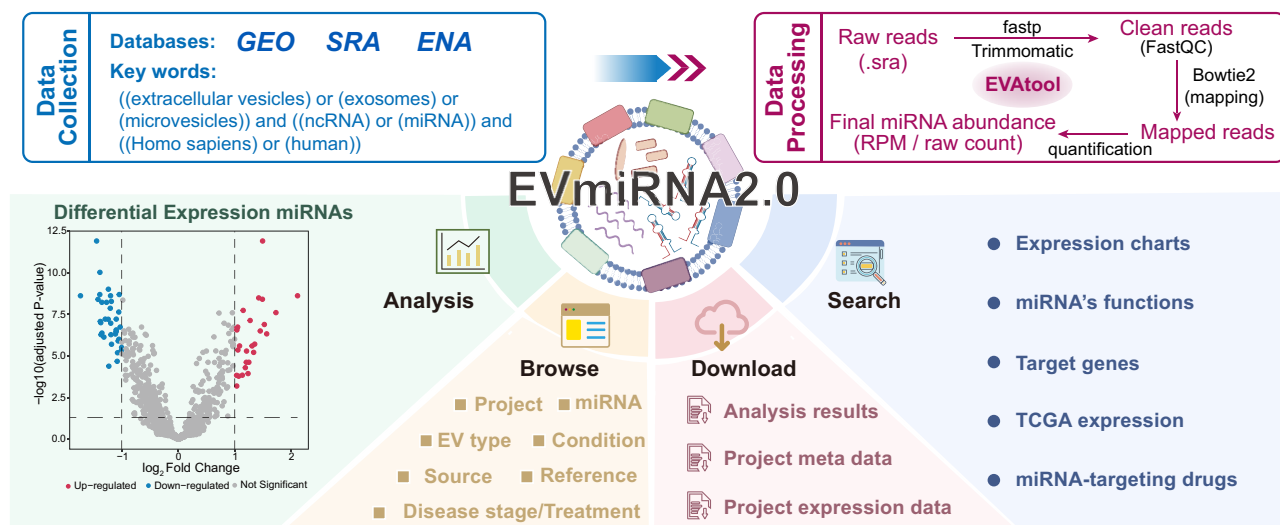 Data
Collection
Databases: GEO SRA ENA
Key words:
((extracellular vesicles) or (exosomes) or
(microvesicles)) and ((ncRNA) or (miRNA)) and
((Homo sapiens) or (human))
Data
Processing
Raw reads
(.sra)
fastp
Trimmomatic
Clean reads
(FastQC)
EVAtool
Bowtie2
(mapping)
Final miRNA abundance
(RPM / raw count)
quantification
Mapped reads
EVmiRNA2.0
Differential Expression miRNAs
−log10(adjusted P-value)
12.5
10.0
7.5
5.0
2.5
0.0
−1 0 1 2
log2 Fold Change
Up−regulated Down−regulated Not Significant
Analysis
Browse
Project miRNA
EV type Condition
Source Reference
Disease stage/Treatment
Download
Analysis results
Project meta data
Project expression data
Search
Expression charts
miRNA's functions
Target genes
TCGA expression
miRNA-targeting drugs